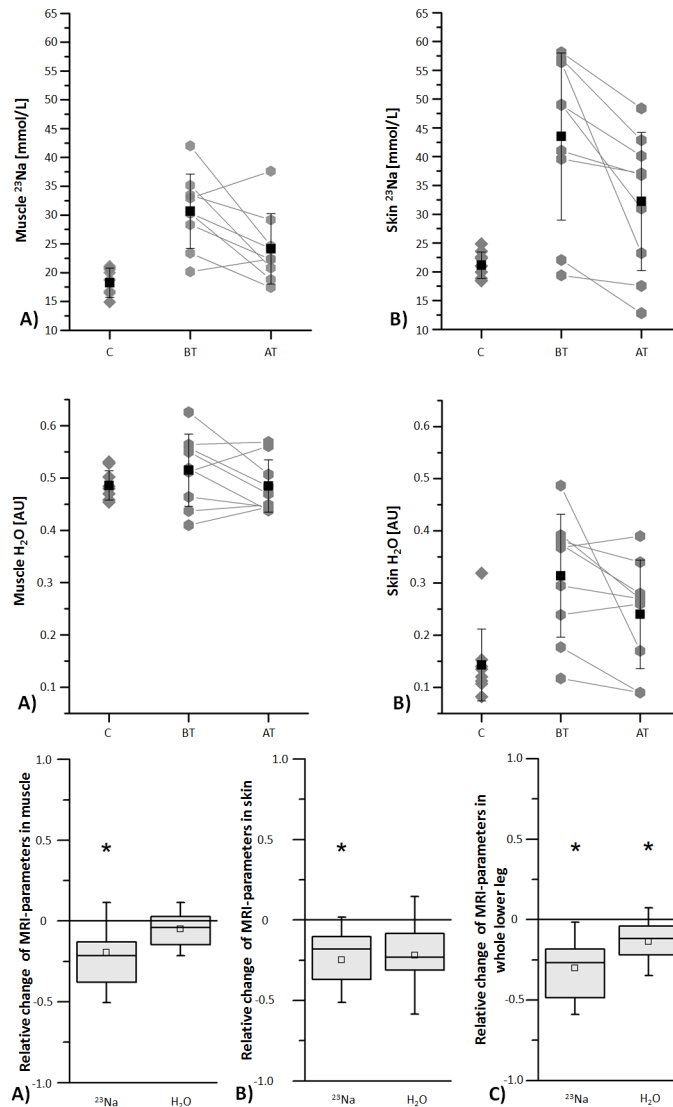 Muscle ²³Na [mmol/L]
65
60
55
50
45
40
35
30
25
20
15
10
A)
C
BT
AT
Skin ²³Na [mmol/L]
65
60
55
50
45
40
35
30
25
20
15
10
B)
C
BT
AT
Muscle H₂O [AU]
0.6
0.5
0.4
0.3
0.2
0.1
A)
C
BT
AT
Skin H₂O [AU]
0.6
0.5
0.4
0.3
0.2
0.1
B)
C
BT
AT
Relative change of MRI-parameters in muscle
1.0
0.5
0
-0.5
-1.0
*
A)
²³Na
H₂O
Relative change of MRI-parameters in skin
1.0
0.5
0
-0.5
-1.0
*
B)
²³Na
H₂O
Relative change of MRI-parameters in
whole lower leg
1.0
0.5
0
-0.5
-1.0
*
*
C)
²³Na
H₂O